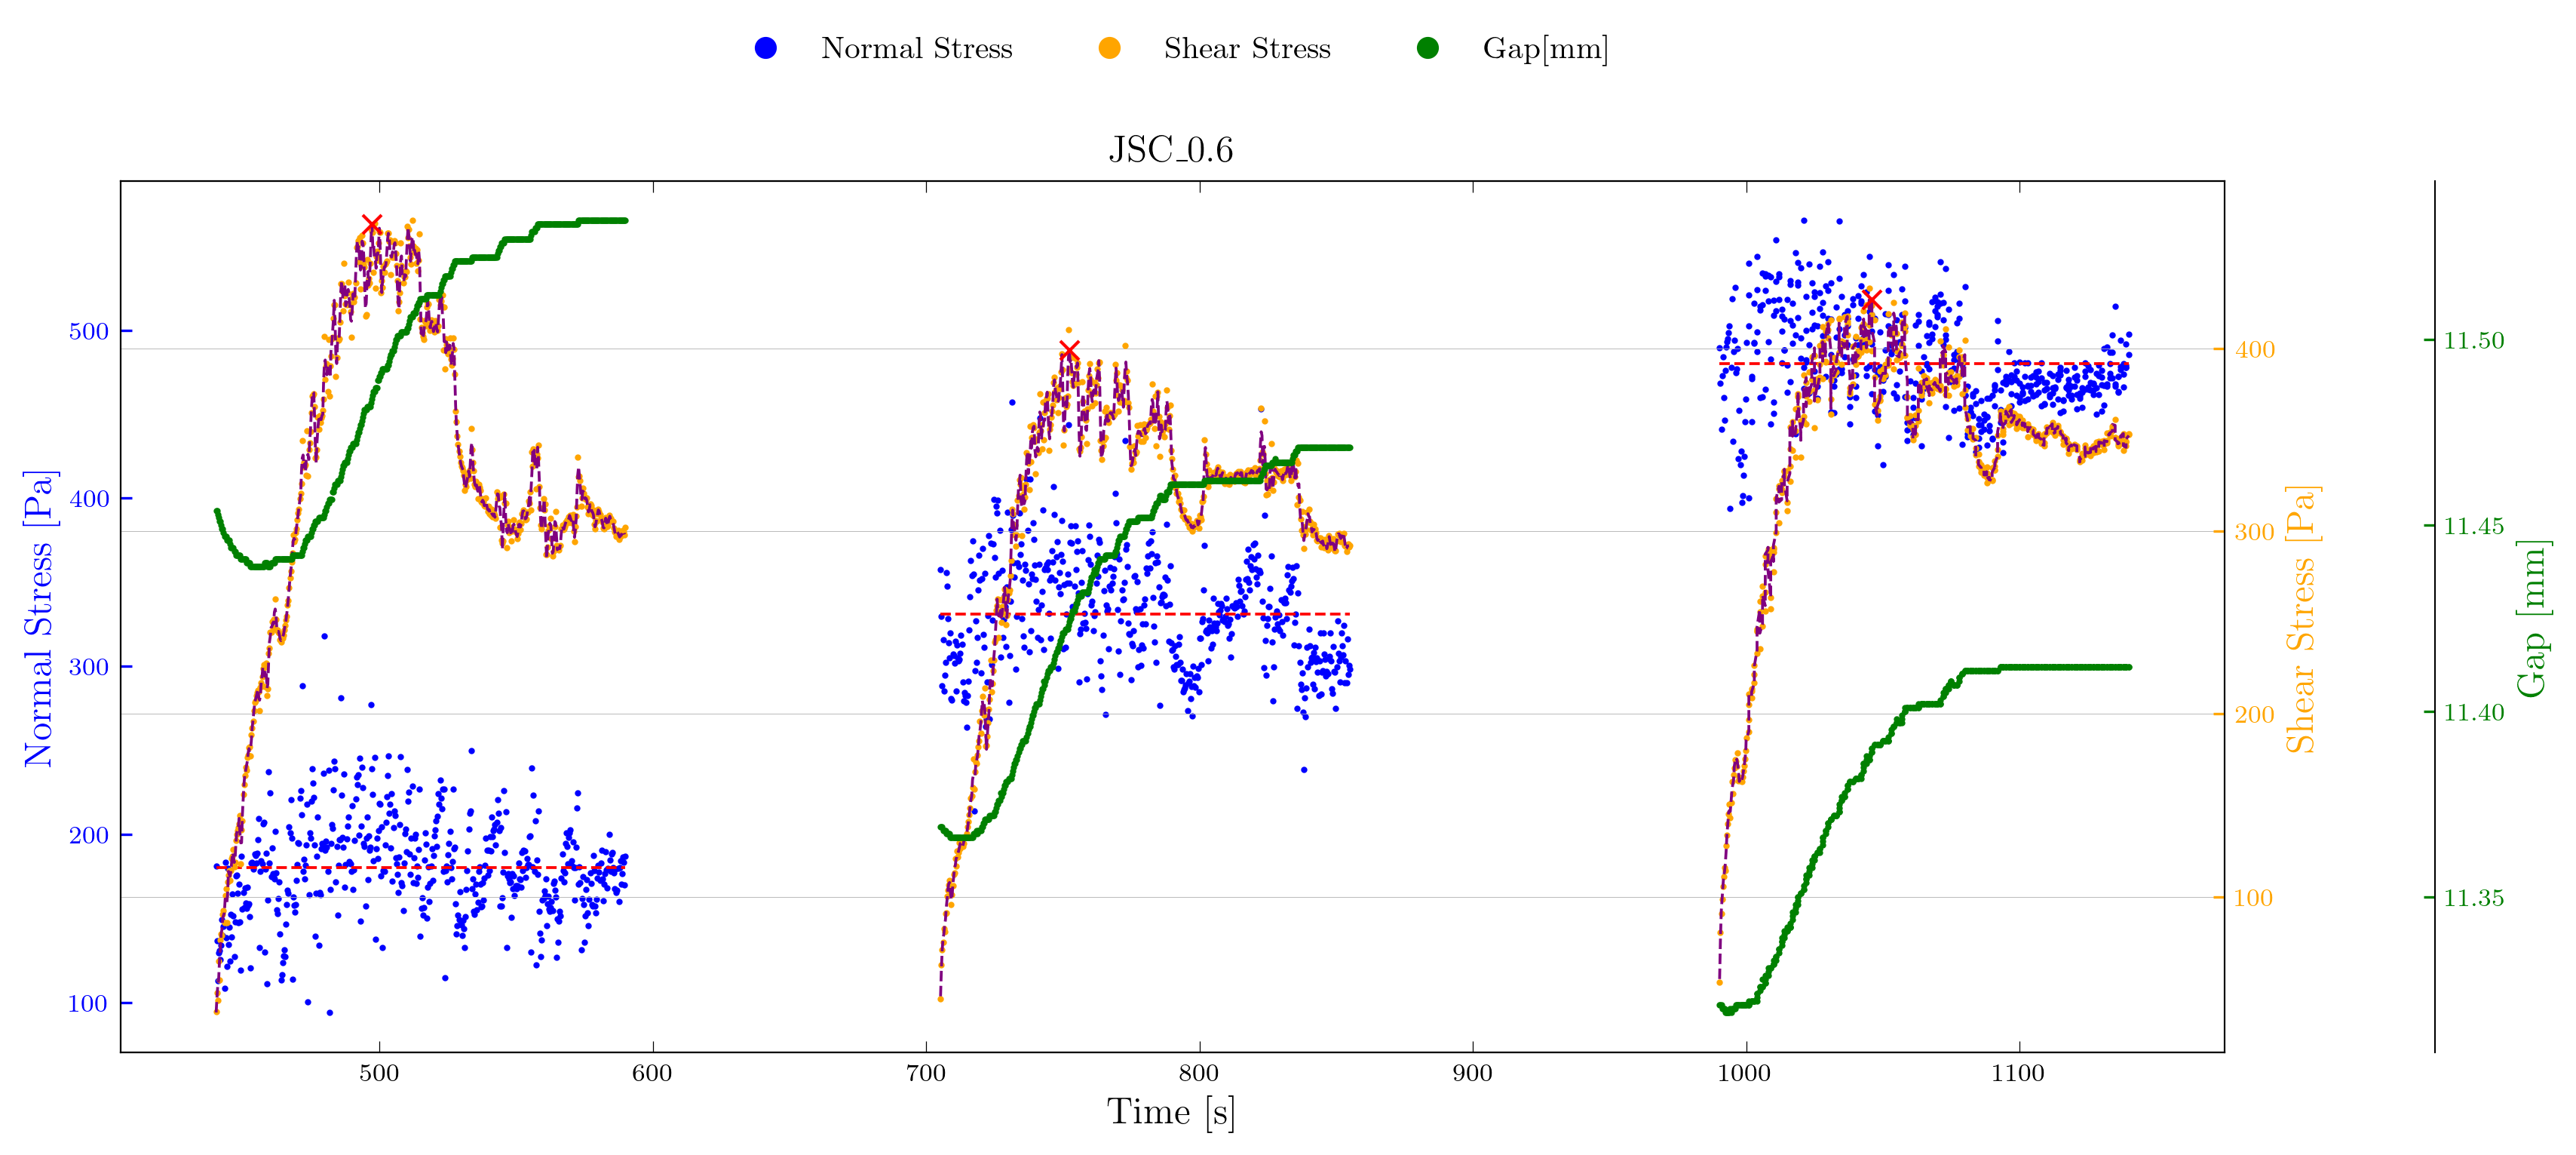 Normal Stress Shear Stress Gap[mm]
JSC_0.6
Normal Stress [Pa]
500
400
300
200
100
400
300
200
100
Shear Stress [Pa]
11.50
11.45
11.40
11.35
Gap [mm]
500 600 700 800 900 1000 1100
Time [s]